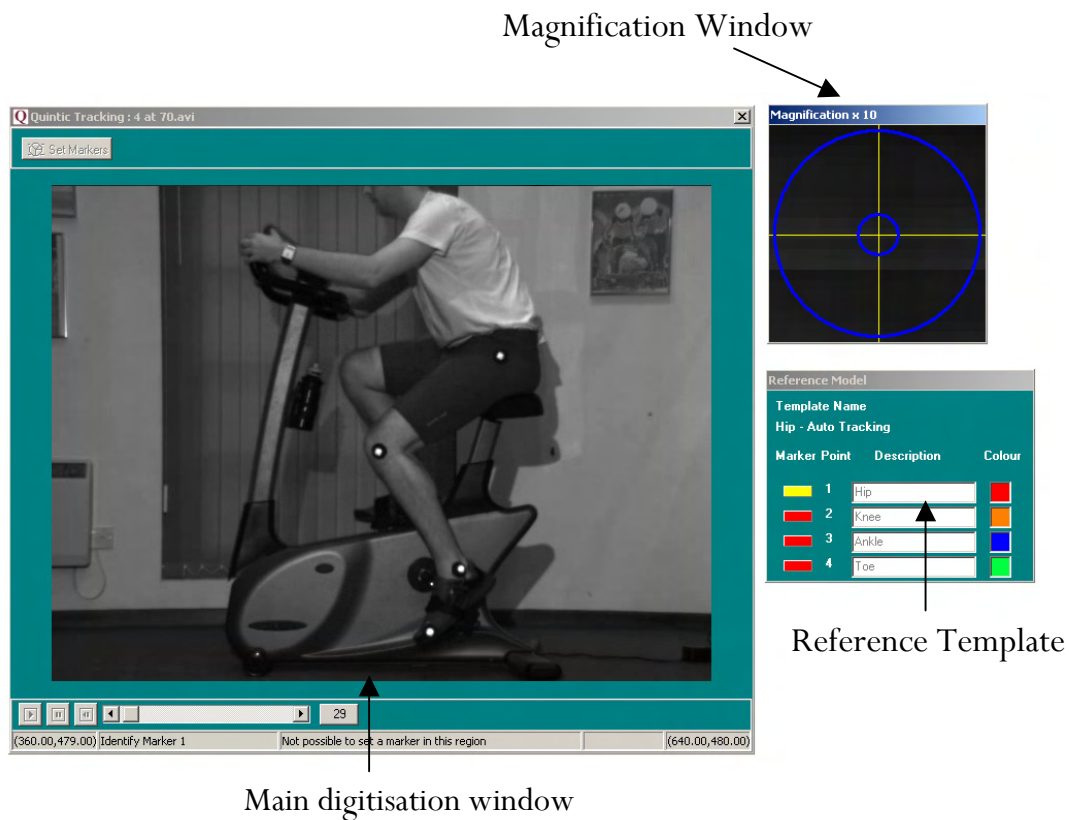 Magnification Window
Quintic Tracking : 4 at 70.avi
Set Markers
Magnification x 10
Reference Model
Template Name
Hip - Auto Tracking
Marker Point Description Colour
1 Hip
2 Knee
3 Ankle
4 Toe
Reference Template
29
(360.00,479.00) Identify Marker 1 Not possible to set a marker in this region (640.00,480.00)
Main digitisation window